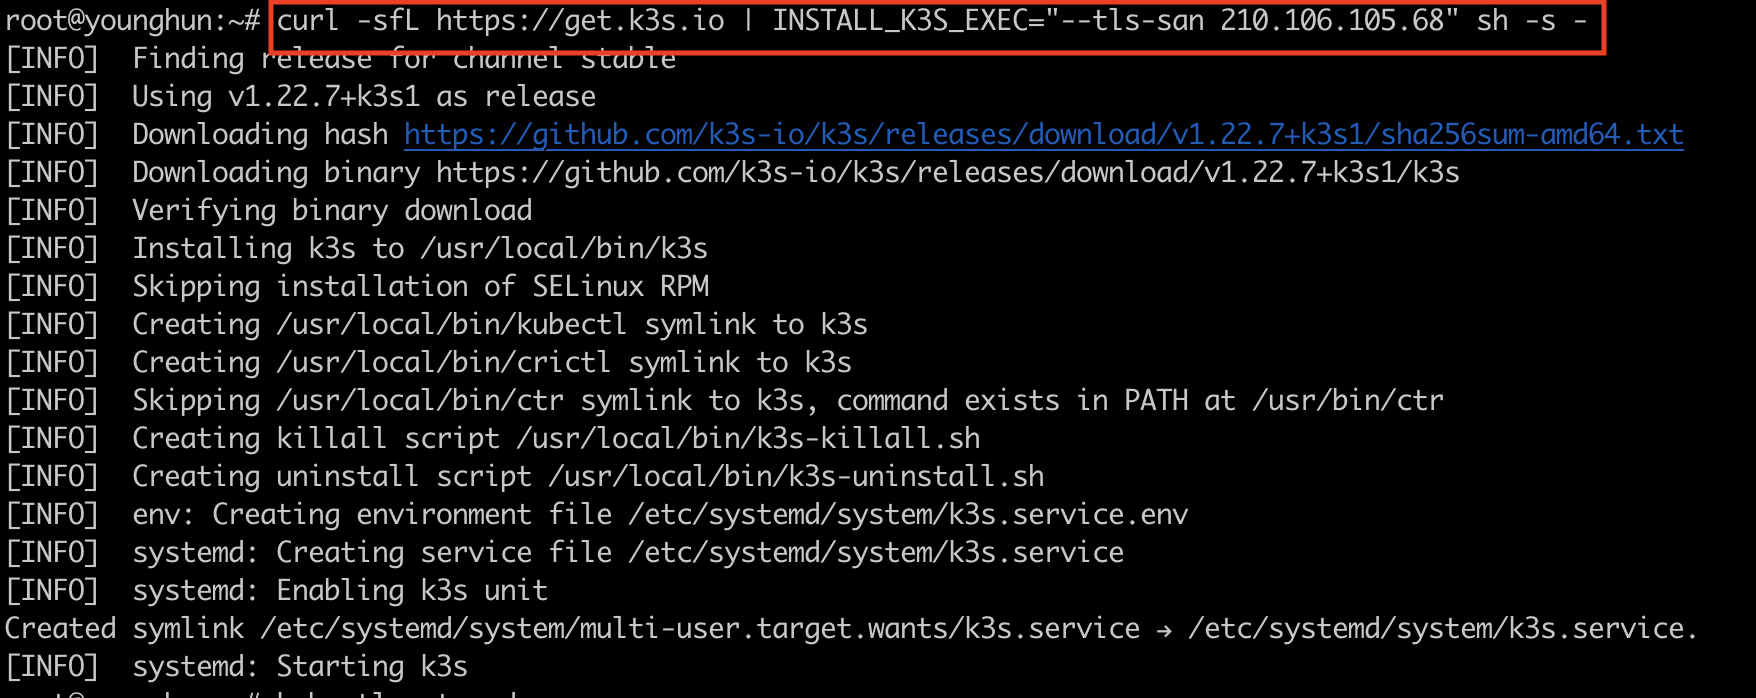 root@younghun:~# curl -sfL https://get.k3s.io | INSTALL_K3S_EXEC="--tls-san 210.106.105.68" sh -s -
[INFO]  Finding release for channel stable
[INFO]  Using v1.22.7+k3s1 as release
[INFO]  Downloading hash https://github.com/k3s-io/k3s/releases/download/v1.22.7+k3s1/sha256sum-amd64.txt
[INFO]  Downloading binary https://github.com/k3s-io/k3s/releases/download/v1.22.7+k3s1/k3s
[INFO]  Verifying binary download
[INFO]  Installing k3s to /usr/local/bin/k3s
[INFO]  Skipping installation of SELinux RPM
[INFO]  Creating /usr/local/bin/kubectl symlink to k3s
[INFO]  Creating /usr/local/bin/crictl symlink to k3s
[INFO]  Skipping /usr/local/bin/ctr symlink to k3s, command exists in PATH at /usr/bin/ctr
[INFO]  Creating killall script /usr/local/bin/k3s-killall.sh
[INFO]  Creating uninstall script /usr/local/bin/k3s-uninstall.sh
[INFO]  env: Creating environment file /etc/systemd/system/k3s.service.env
[INFO]  systemd: Creating service file /etc/systemd/system/k3s.service
[INFO]  systemd: Enabling k3s unit
Created symlink /etc/systemd/system/multi-user.target.wants/k3s.service → /etc/systemd/system/k3s.service.
[INFO]  systemd: Starting k3s